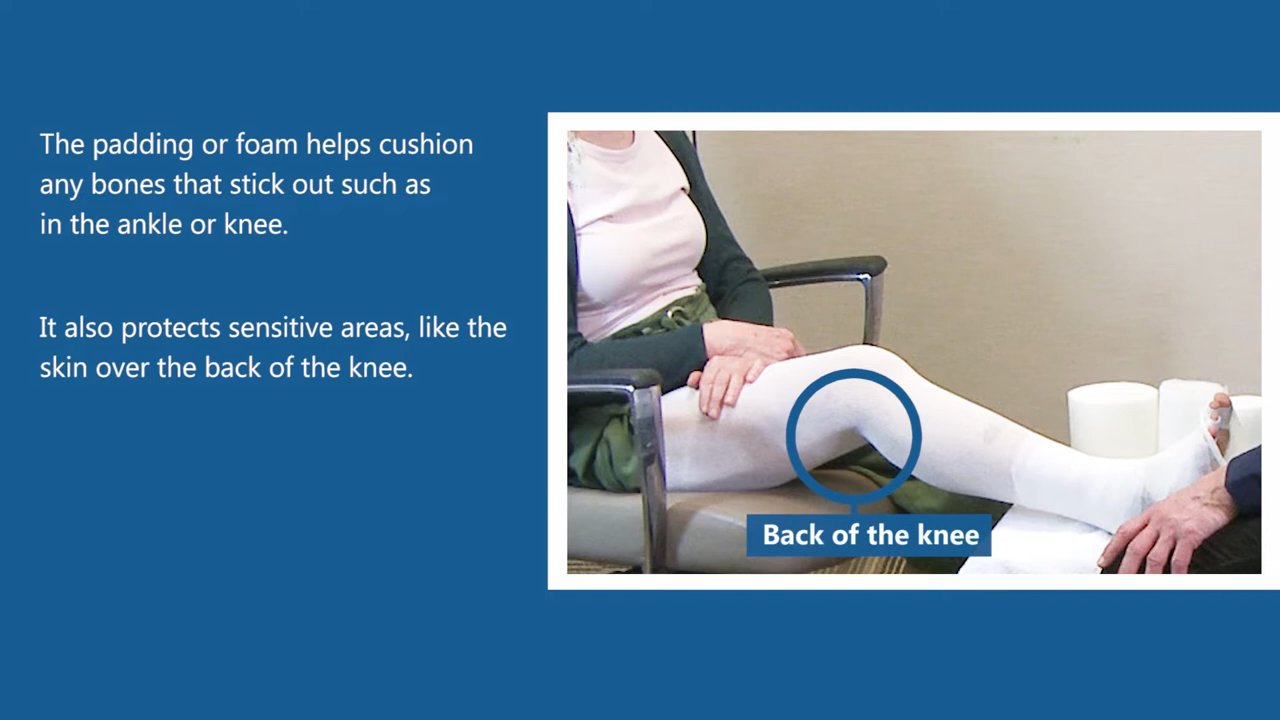 The padding or foam helps cushion
any bones that stick out such as
in the ankle or knee.
It also protects sensitive areas, like the
skin over the back of the knee.
Back of the knee